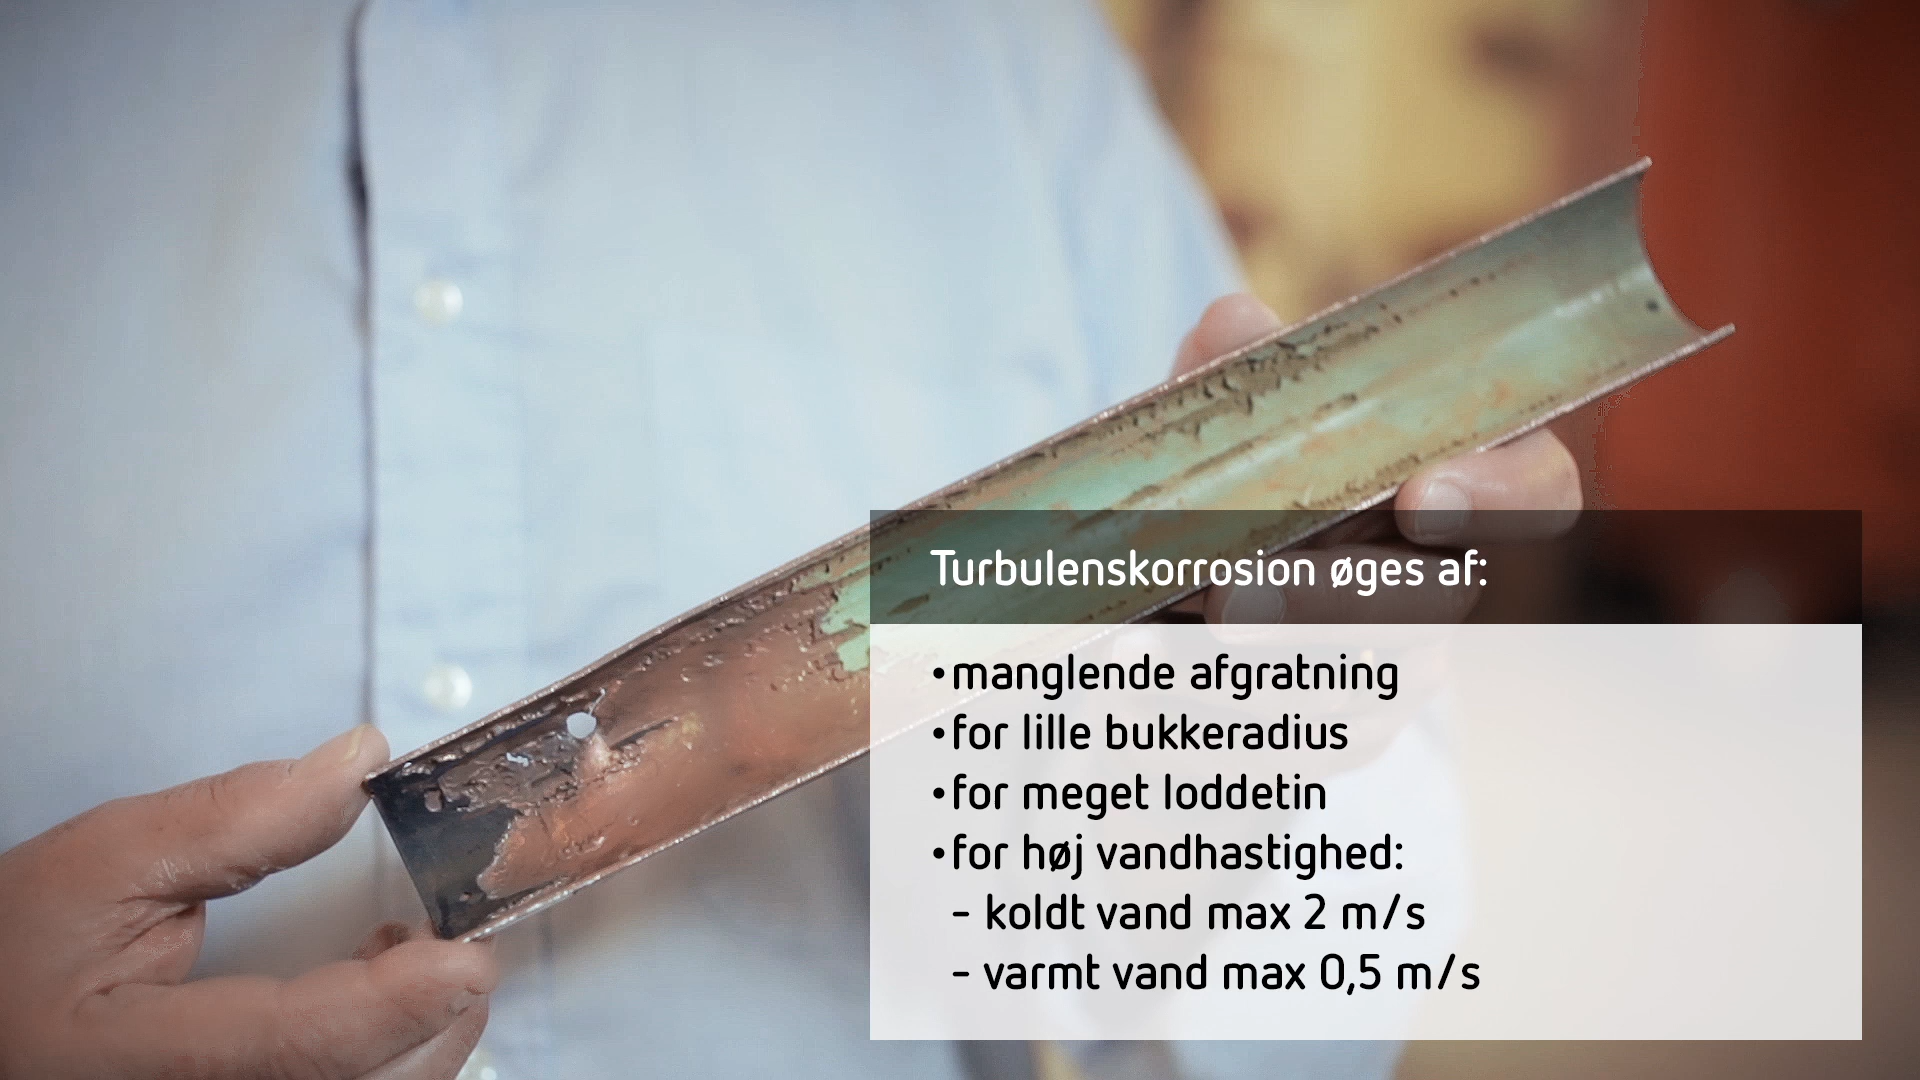 Turbulenskorrosion øges af:
•manglende afgratning
•for lille bukkeradius
•for meget loddetin
•for høj vandhastighed:
- koldt vand max 2 m/s
- varmt vand max 0,5 m/s